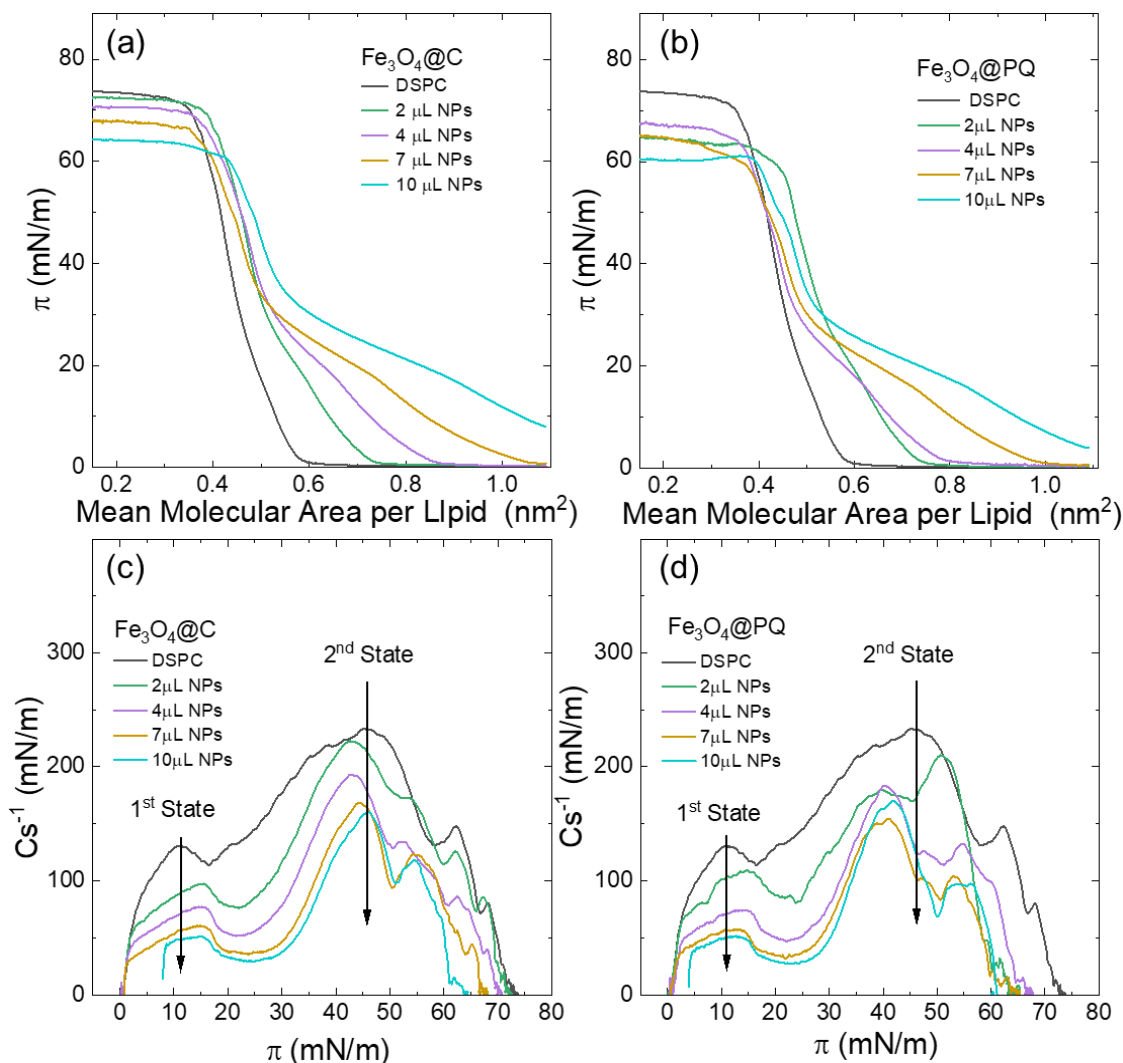 (a)
Fe3O4@C
DSPC
2 μL NPs
4 μL NPs
7 μL NPs
10 μL NPs
80
60
40
20
0
π (mN/m)
0.2 0.4 0.6 0.8 1.0
Mean Molecular Area per LIpid (nm²)
(b)
Fe3O4@PQ
DSPC
2μL NPs
4μL NPs
7μL NPs
10μL NPs
80
60
40
20
0
π (mN/m)
0.2 0.4 0.6 0.8 1.0
Mean Molecular Area per Lipid (nm²)
(c)
Fe3O4@C
DSPC
2μL NPs
4μL NPs
7μL NPs
10μL NPs
2nd State
1st State
300
200
100
0
Cs⁻¹ (mN/m)
0 10 20 30 40 50 60 70 80
π (mN/m)
(d)
Fe3O4@PQ
DSPC
2μL NPs
4μL NPs
7μL NPs
10μL NPs
2nd State
1st State
300
200
100
0
Cs⁻¹ (mN/m)
0 10 20 30 40 50 60 70 80
π (mN/m)